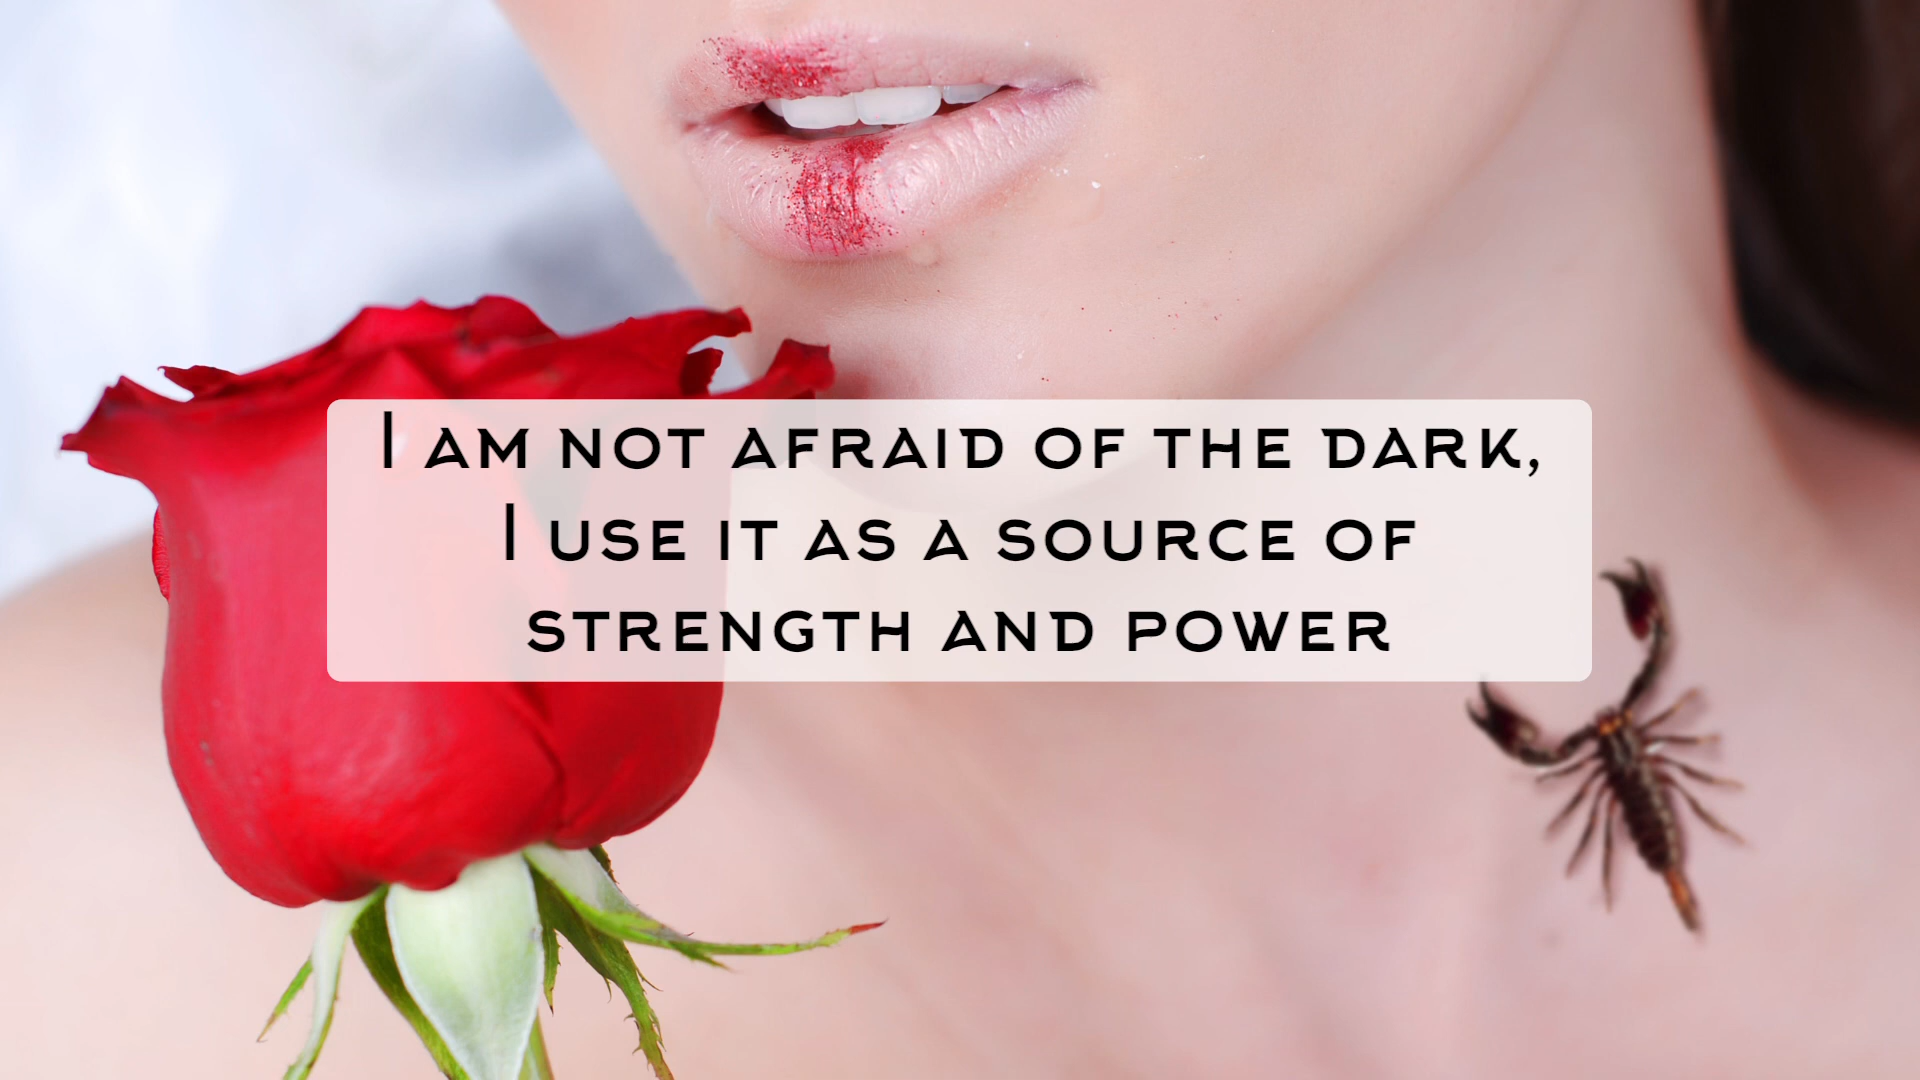 I am not afraid of the dark,
I use it as a source of
strength and power